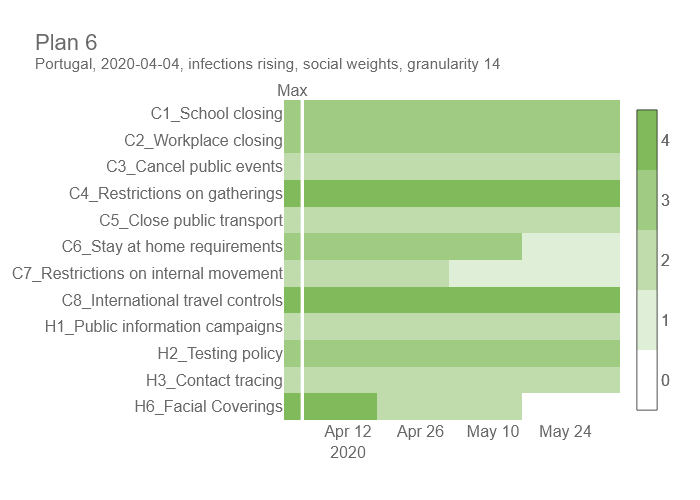 Plan 6
Portugal, 2020-04-04, infections rising, social weights, granularity 14
Max
C1_School closing
C2_Workplace closing
C3_Cancel public events
C4_Restrictions on gatherings
C5_Close public transport
C6_Stay at home requirements
C7_Restrictions on internal movement
C8_International travel controls
H1_Public information campaigns
H2_Testing policy
H3_Contact tracing
H6_Facial Coverings
Apr 12 Apr 26 May 10 May 24
2020
4
3
2
1
0